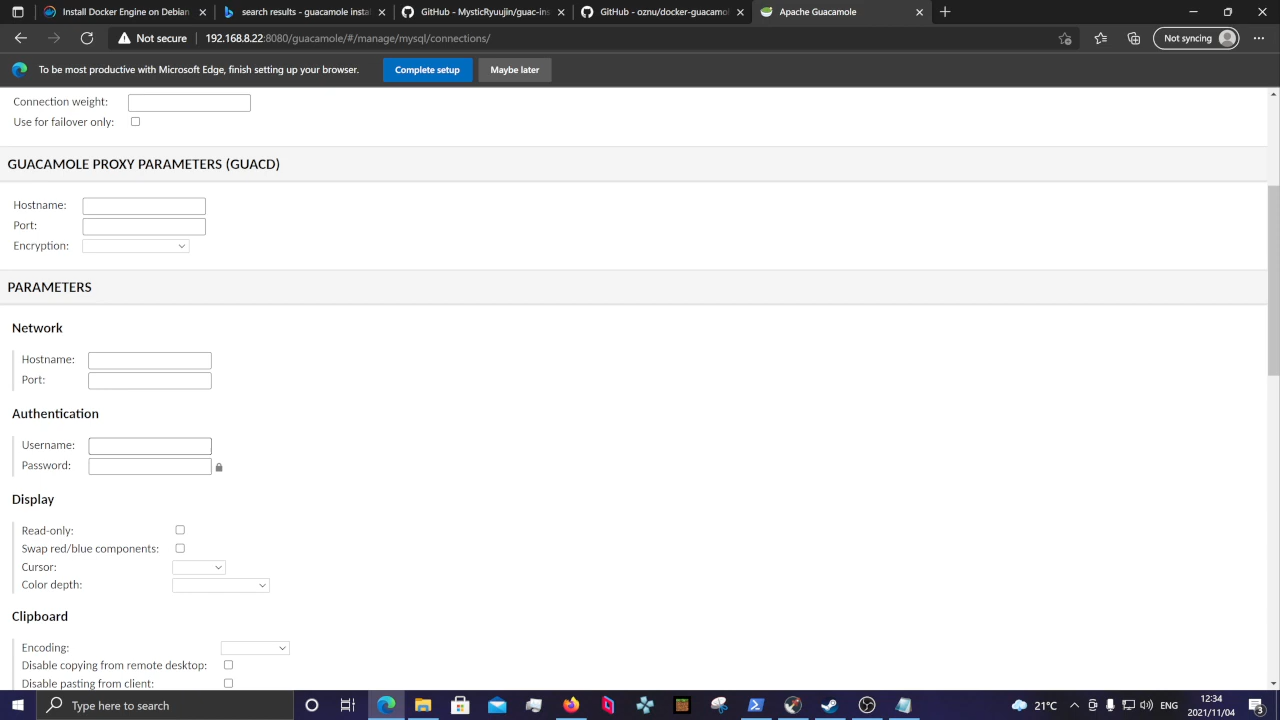 Install Docker Engine on Debian
search results - guacamole instal
GitHub - MysticRyuujin/guac-ins
GitHub - oznu/docker-guacamol
Apache Guacamole
Not secure
192.168.8.22:8080/guacamole/#/manage/mysql/connections/
Not syncing
To be most productive with Microsoft Edge, finish setting up your browser.
Complete setup
Maybe later
Connection weight:
Use for failover only:
GUACAMOLE PROXY PARAMETERS (GUACD)
Hostname:
Port:
Encryption:
PARAMETERS
Network
Hostname:
Port:
Authentication
Username:
Password:
Display
Read-only:
Swap red/blue components:
Cursor:
Color depth:
Clipboard
Encoding:
Disable copying from remote desktop:
Disable pasting from client:
Type here to search
21°C
ENG
12:34
2021/11/04
3